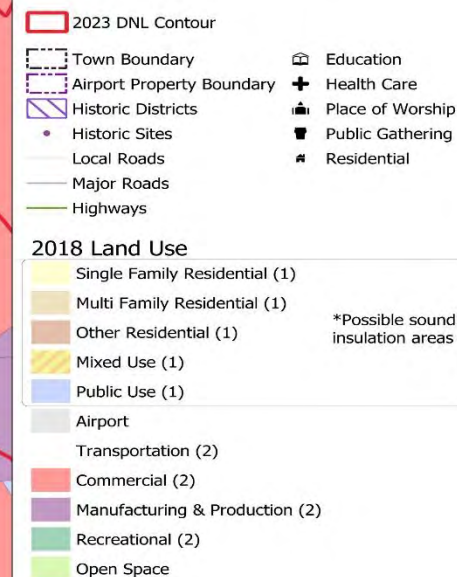 2023 DNL Contour
Town Boundary
Airport Property Boundary
Historic Districts
Historic Sites
Local Roads
Major Roads
Highways
Education
Health Care
Place of Worship
Public Gathering
Residential
2018 Land Use
Single Family Residential (1)
Multi Family Residential (1)
Other Residential (1)
Mixed Use (1)
Public Use (1)
*Possible sound
insulation areas
Airport
Transportation (2)
Commercial (2)
Manufacturing & Production (2)
Recreational (2)
Open Space